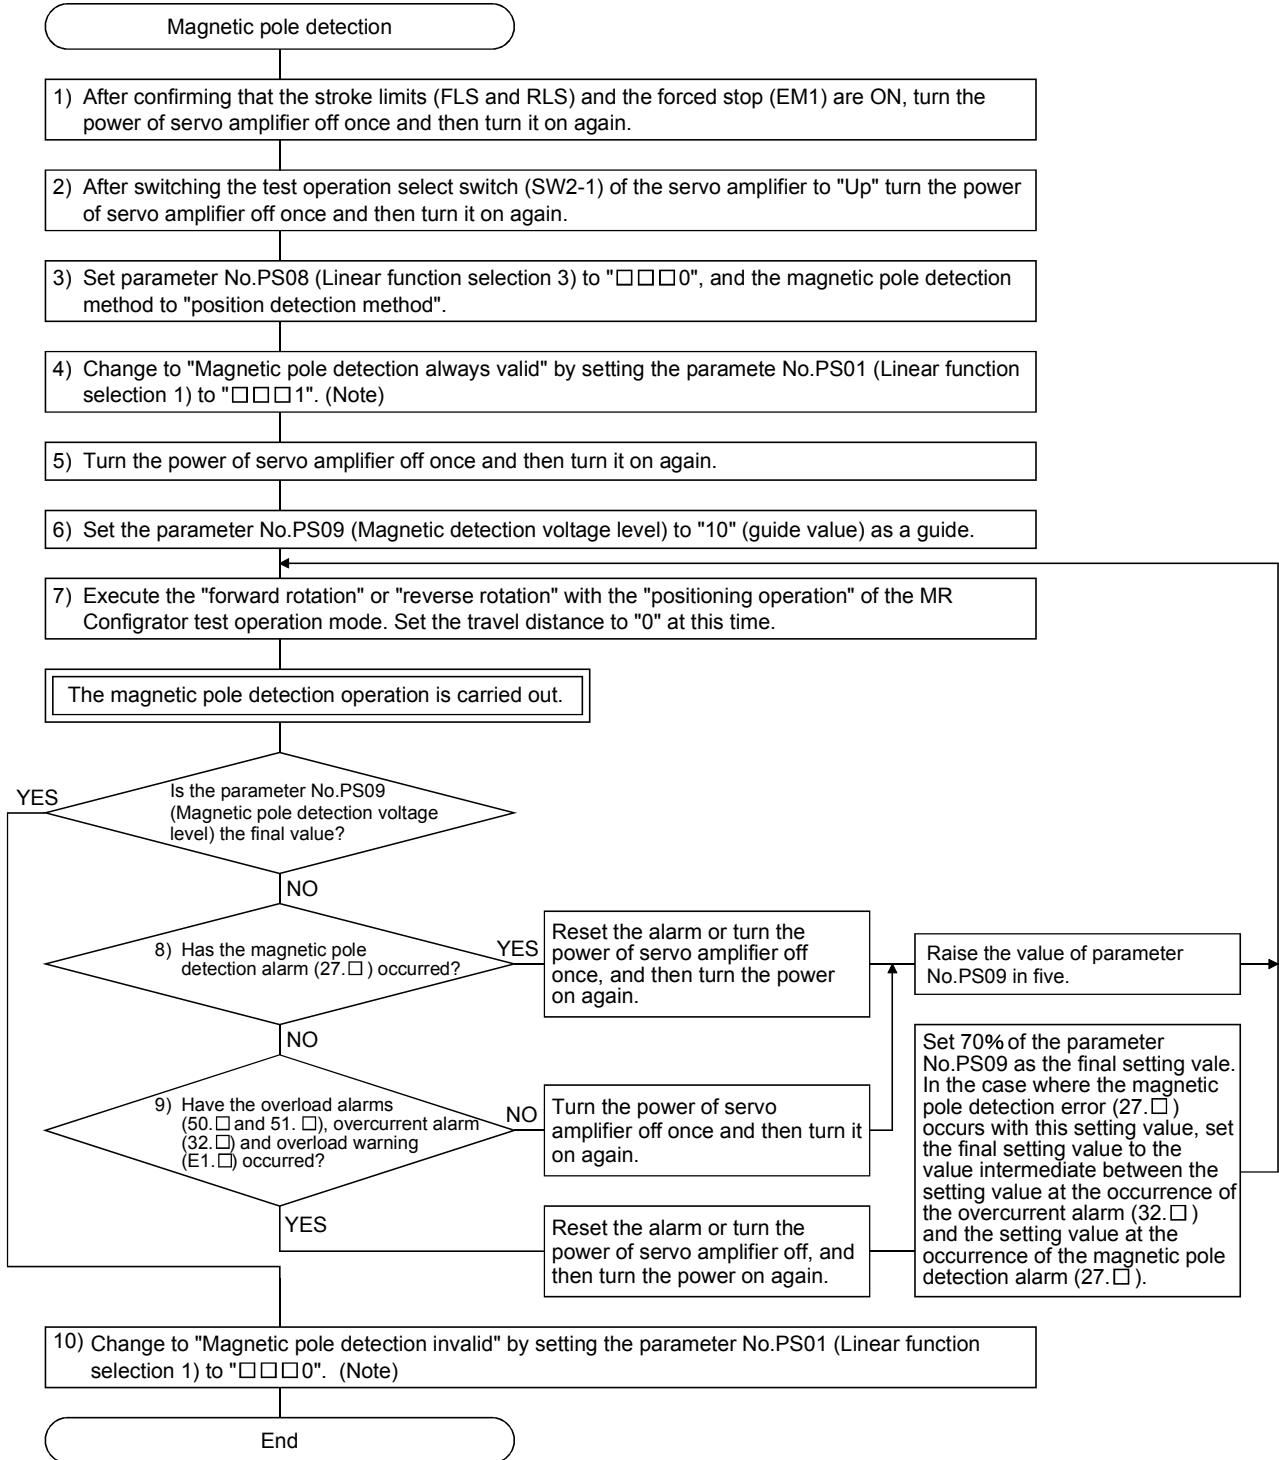 Magnetic pole detection
1) After confirming that the stroke limits (FLS and RLS) and the forced stop (EM1) are ON, turn the
power of servo amplifier off once and then turn it on again.
2) After switching the test operation select switch (SW2-1) of the servo amplifier to "Up" turn the power
of servo amplifier off once and then turn it on again.
3) Set parameter No.PS08 (Linear function selection 3) to "□□□0", and the magnetic pole detection
method to "position detection method".
4) Change to "Magnetic pole detection always valid" by setting the paramete No.PS01 (Linear function
selection 1) to "□□□1". (Note)
5) Turn the power of servo amplifier off once and then turn it on again.
6) Set the parameter No.PS09 (Magnetic detection voltage level) to "10" (guide value) as a guide.
7) Execute the "forward rotation" or "reverse rotation" with the "positioning operation" of the MR
Configrator test operation mode. Set the travel distance to "0" at this time.
The magnetic pole detection operation is carried out.
YES
Is the parameter No.PS09
(Magnetic pole detection voltage
level) the final value?
NO
8) Has the magnetic pole
detection alarm (27.□) occurred?
YES
Reset the alarm or turn the
power of servo amplifier off
once, and then turn the power
on again.
Raise the value of parameter
No.PS09 in five.
NO
9) Have the overload alarms
(50.□ and 51. □), overcurrent alarm
(32.□) and overload warning
(E1.□) occurred?
NO
Turn the power of servo
amplifier off once and then turn it
on again.
YES
Reset the alarm or turn the
power of servo amplifier off, and
then turn the power on again.
Set 70% of the parameter
No.PS09 as the final setting vale.
In the case where the magnetic
pole detection error (27.□)
occurs with this setting value, set
the final setting value to the
value intermediate between the
setting value at the occurrence of
the overcurrent alarm (32.□)
and the setting value at the
occurrence of the magnetic pole
detection alarm (27.□).
10) Change to "Magnetic pole detection invalid" by setting the parameter No.PS01 (Linear function
selection 1) to "□□□0". (Note)
End